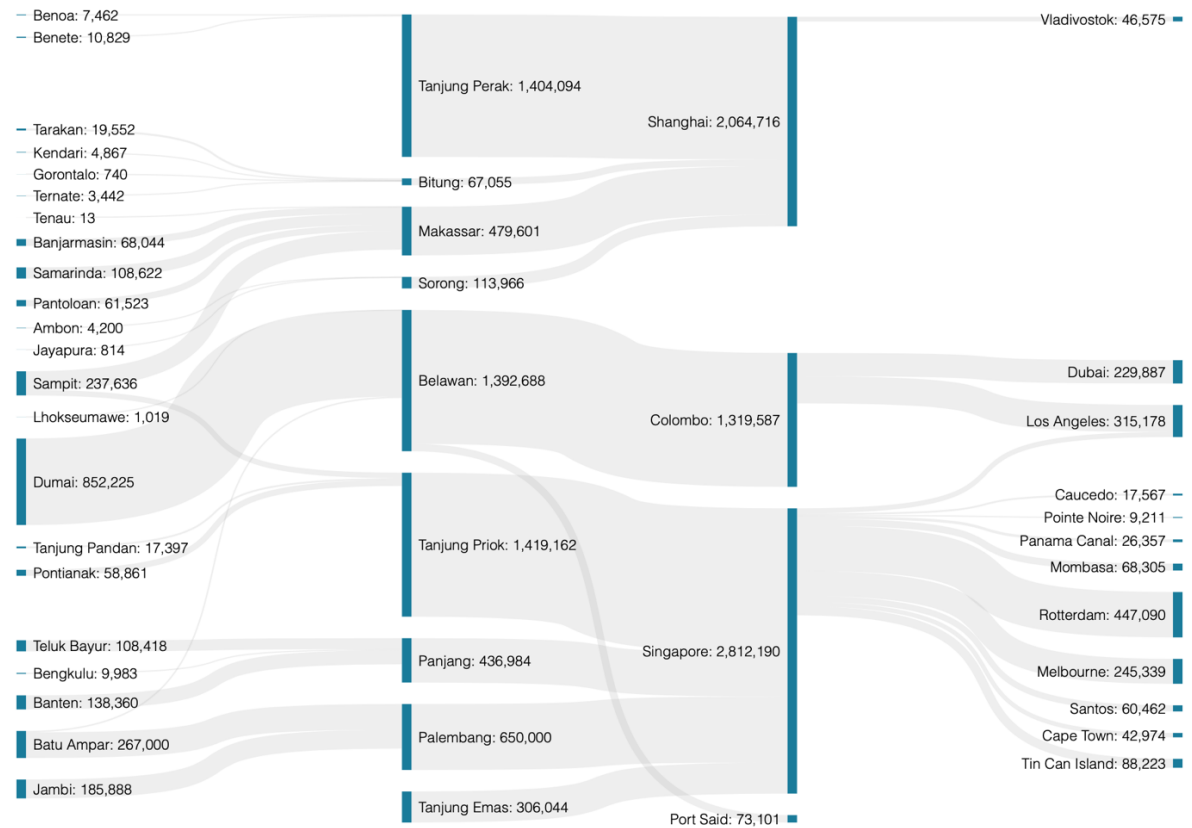 Benoa: 7,462
Benete: 10,829
Tarakan: 19,552
Kendari: 4,867
Gorontalo: 740
Ternate: 3,442
Tenau: 13
Banjarmasin: 68,044
Samarinda: 108,622
Pantoloan: 61,523
Ambon: 4,200
Jayapura: 814
Sampit: 237,636
Lhokseumawe: 1,019
Dumai: 852,225
Tanjung Pandan: 17,397
Pontianak: 58,861
Teluk Bayur: 108,418
Bengkulu: 9,983
Banten: 138,360
Batu Ampar: 267,000
Jambi: 185,888
Tanjung Perak: 1,404,094
Bitung: 67,055
Makassar: 479,601
Sorong: 113,966
Belawan: 1,392,688
Tanjung Priok: 1,419,162
Panjang: 436,984
Palembang: 650,000
Tanjung Emas: 306,044
Shanghai: 2,064,716
Colombo: 1,319,587
Singapore: 2,812,190
Port Said: 73,101
Vladivostok: 46,575
Dubai: 229,887
Los Angeles: 315,178
Caucedo: 17,567
Pointe Noire: 9,211
Panama Canal: 26,357
Mombasa: 68,305
Rotterdam: 447,090
Melbourne: 245,339
Santos: 60,462
Cape Town: 42,974
Tin Can Island: 88,223